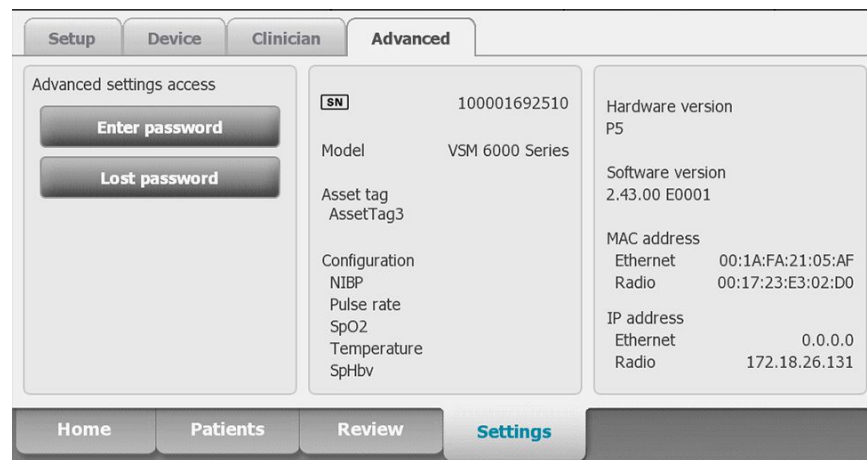 Setup Device Clinician Advanced
Advanced settings access
Enter password
Lost password
SN 100001692510
Model VSM 6000 Series
Asset tag
AssetTag3
Configuration
NIBP
Pulse rate
SpO2
Temperature
SpHbv
Hardware version
P5
Software version
2.43.00 E0001
MAC address
Ethernet 00:1A:FA:21:05:AF
Radio 00:17:23:E3:02:D0
IP address
Ethernet 0.0.0.0
Radio 172.18.26.131
Home Patients Review Settings